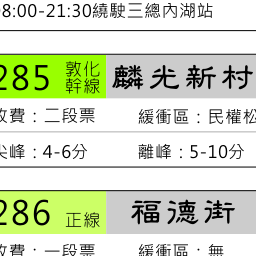 8:00-21:30繞駛三總內湖站
285 敦化幹線 麟光新村
收費：二段票 緩衝區：民權松
尖峰：4-6分 離峰：5-10分
286 正線 福德街
收費：一段票 緩衝區：無